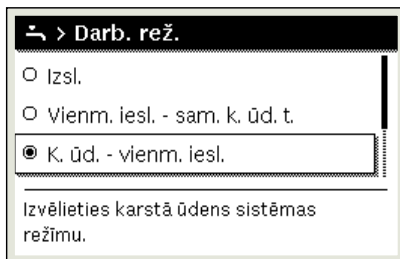 > Darb. rež.
Izsl.
Vienm. iesl. - sam. k. ūd. t.
K. ūd. - vienm. iesl.
Izvēlieties karstā ūdens sistēmas
režīmu.